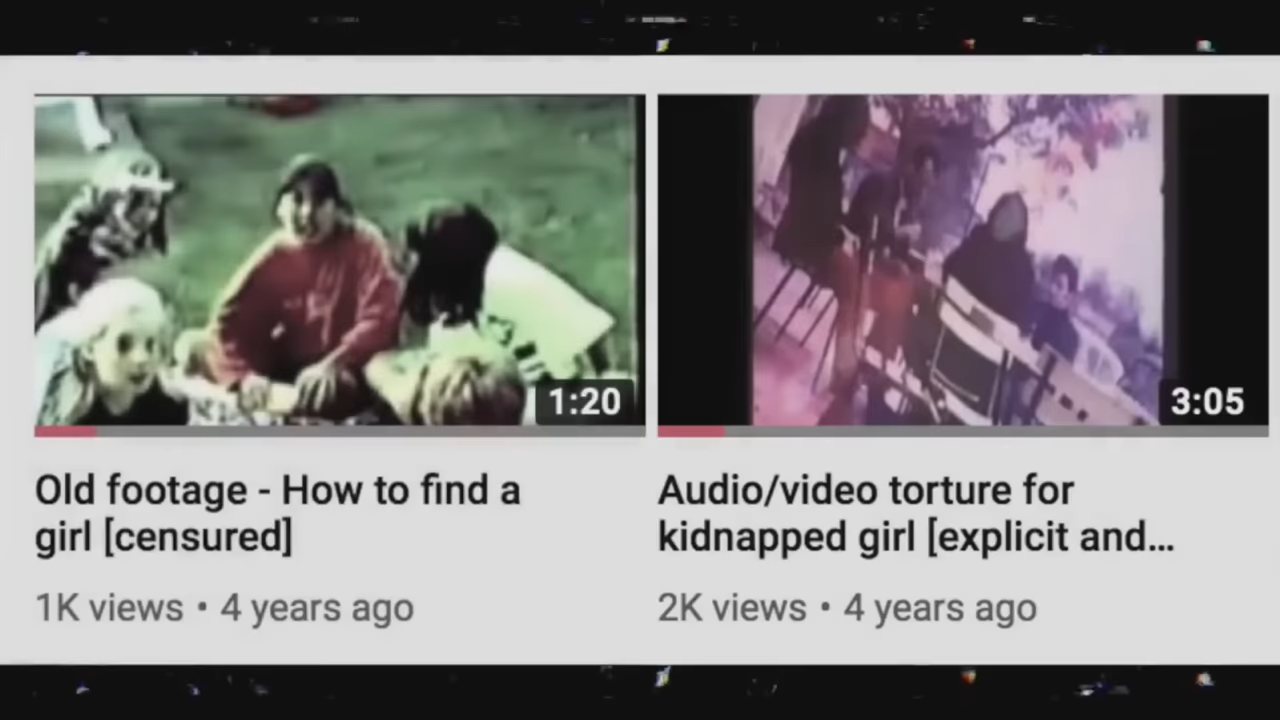 1:20
3:05
Old footage - How to find a
girl [censured]
1K views • 4 years ago
Audio/video torture for
kidnapped girl [explicit and...
2K views • 4 years ago